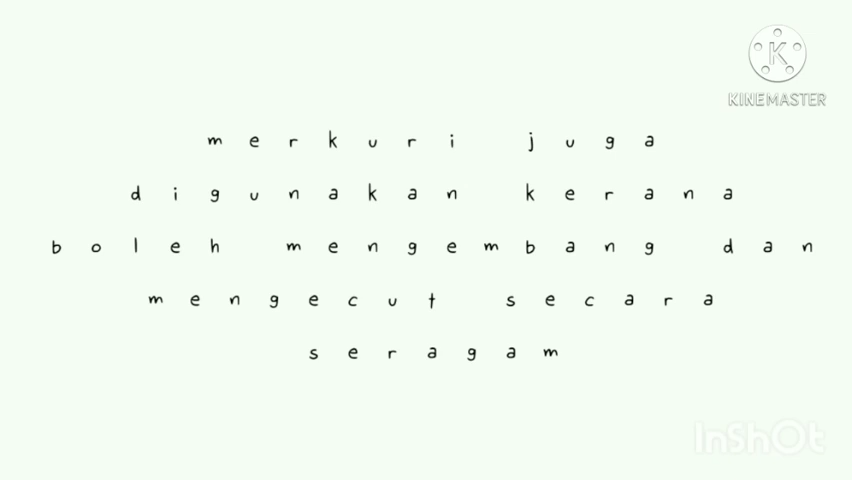 KINEMASTER
merkuri juga
digunakan kerana
boleh mengembang dan
mengecut secara
seragam
InShOt